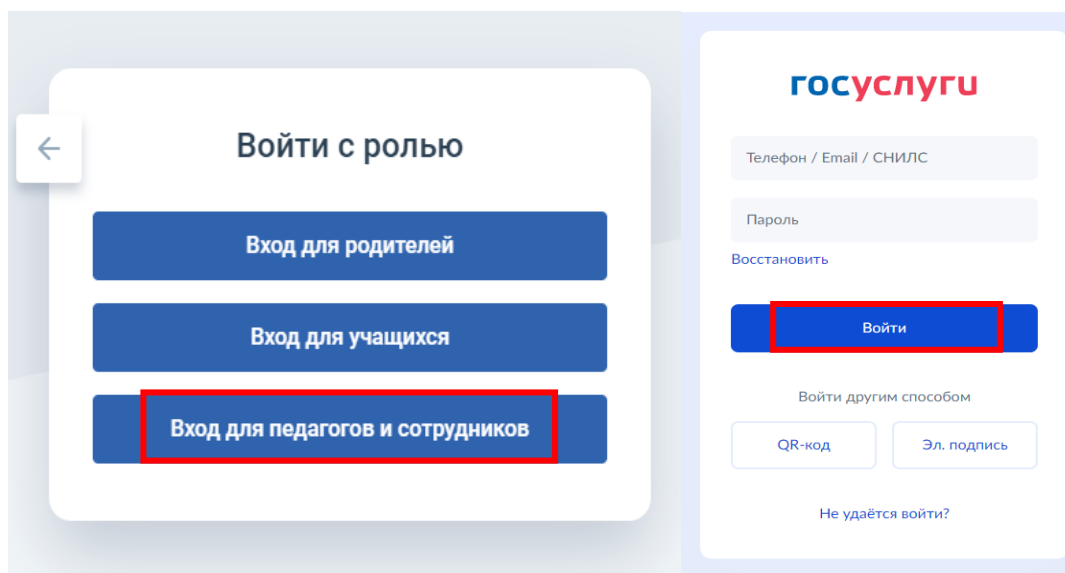 Войти с ролью
Вход для родителей
Вход для учащихся
Вход для педагогов и сотрудников
госуслуги
Телефон / Email / СНИЛС
Пароль
Восстановить
Войти
Войти другим способом
QR-код
Эл. подпись
Не удаётся войти?